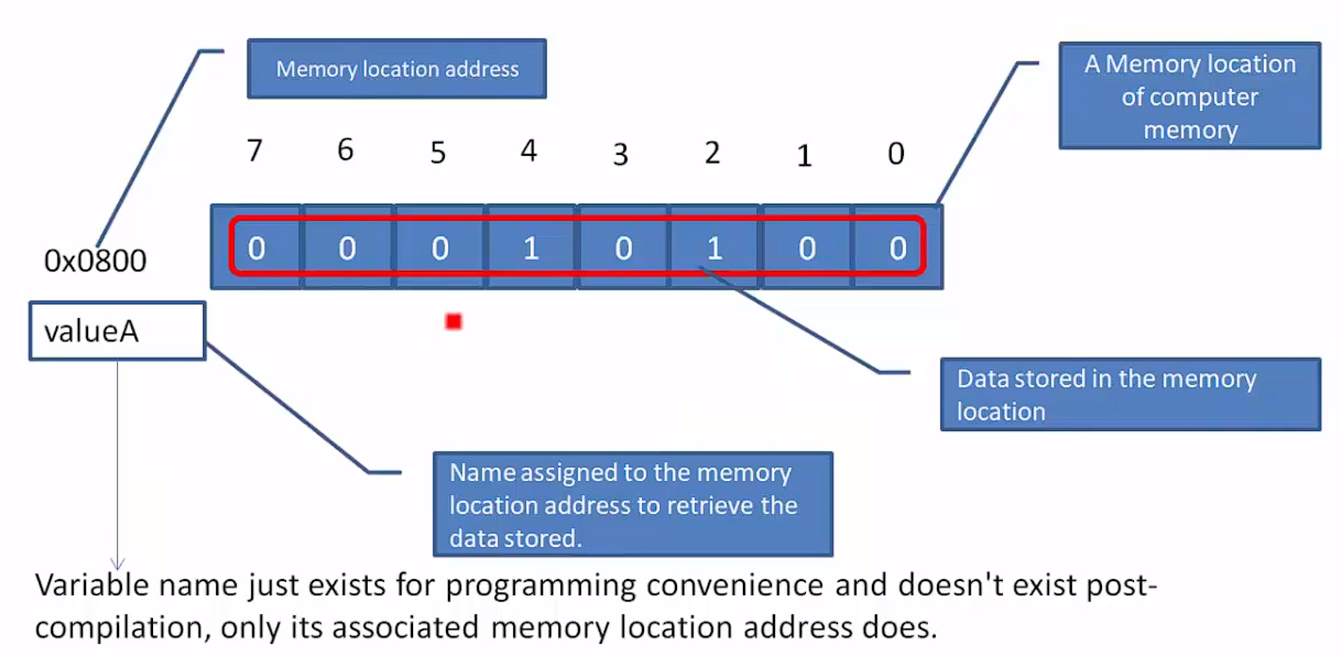 Memory location address
A Memory location
of computer
memory
7 6 5 4 3 2 1 0
0x0800
0 0 0 1 0 1 0 0
valueA
Data stored in the memory
location
Name assigned to the memory
location address to retrieve the
data stored.
Variable name just exists for programming convenience and doesn't exist post-
compilation, only its associated memory location address does.